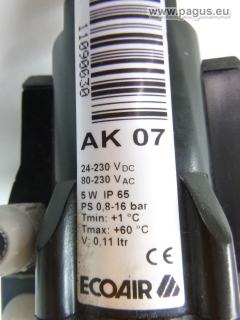 www.pagus.eu
11090030
AK 07
24-230 VDC
80-230 VAC
5 W IP 65
PS 0,8-16 bar
Tmin: +1 °C
Tmax: +60 °C
V; 0,11 ltr
CE
ECOAIR